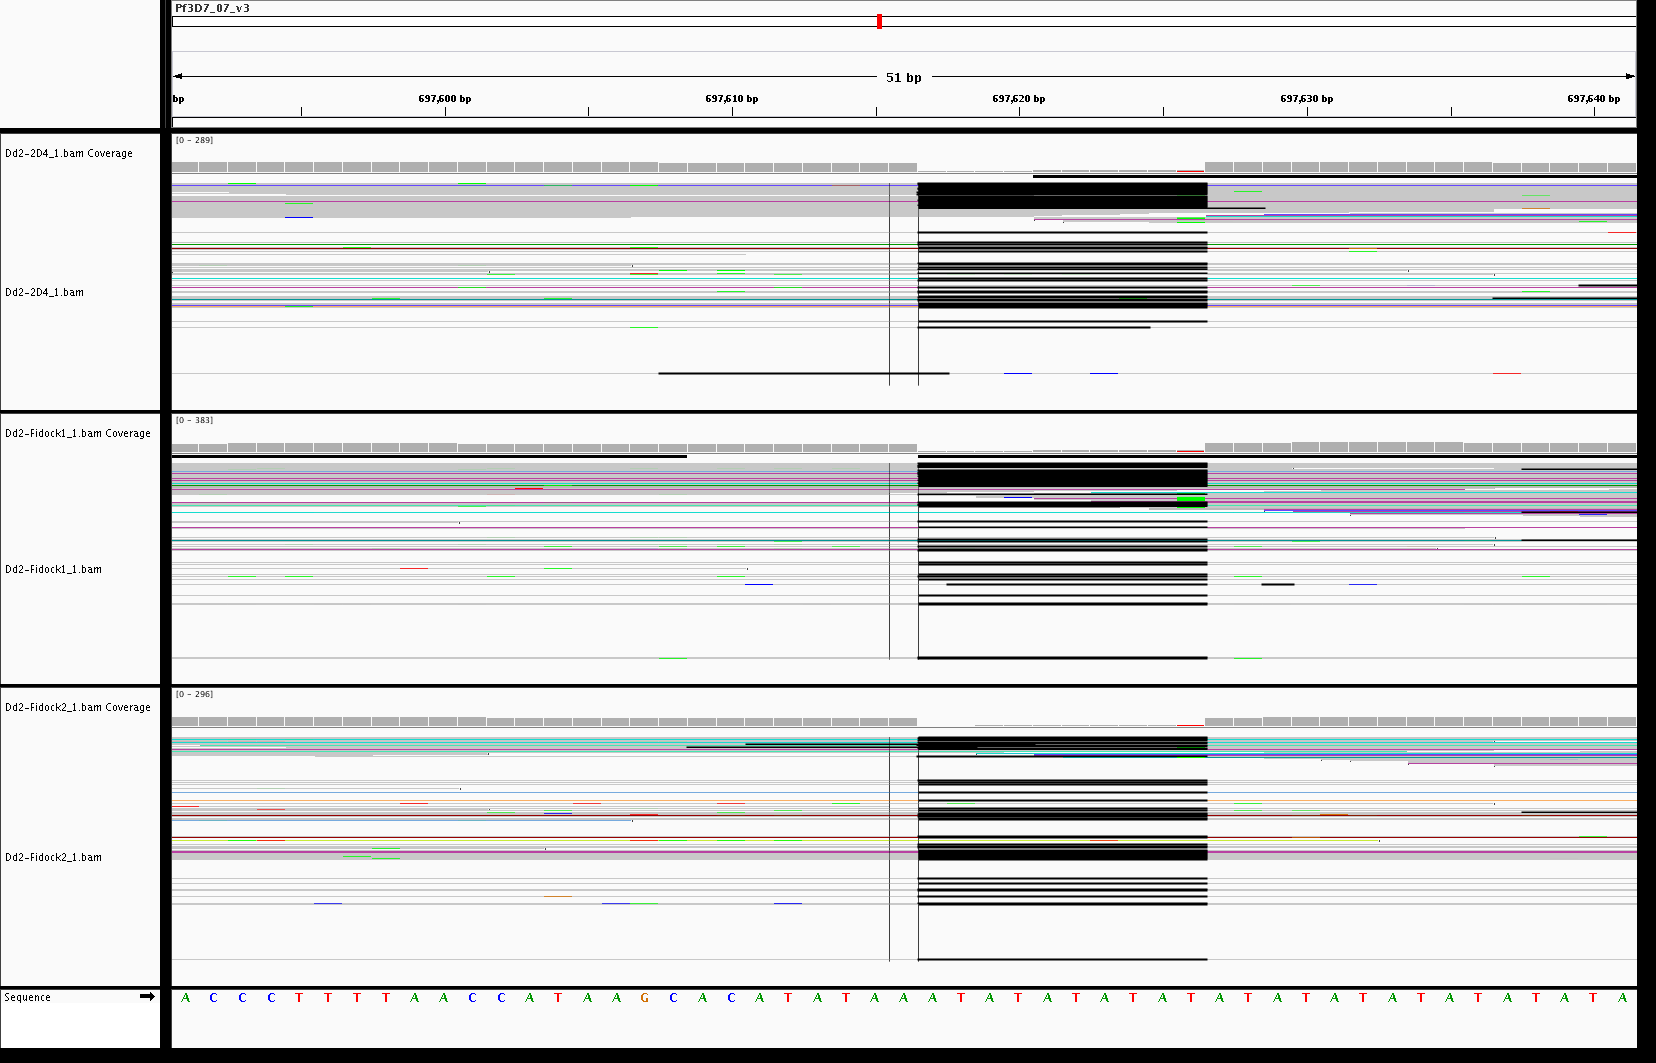 Pf3D7_07_v3
51 bp
bp 697,600 bp 697,610 bp 697,620 bp 697,630 bp 697,640 bp
[0 - 289]
Dd2-2D4_1.bam Coverage
Dd2-2D4_1.bam
[0 - 383]
Dd2-Fidock1_1.bam Coverage
Dd2-Fidock1_1.bam
[0 - 296]
Dd2-Fidock2_1.bam Coverage
Dd2-Fidock2_1.bam
Sequence A C C C T T T T A A C C A T A A G C A C A T A T A A A T A T A T A T A T A T A T A T A T A T A T A T A